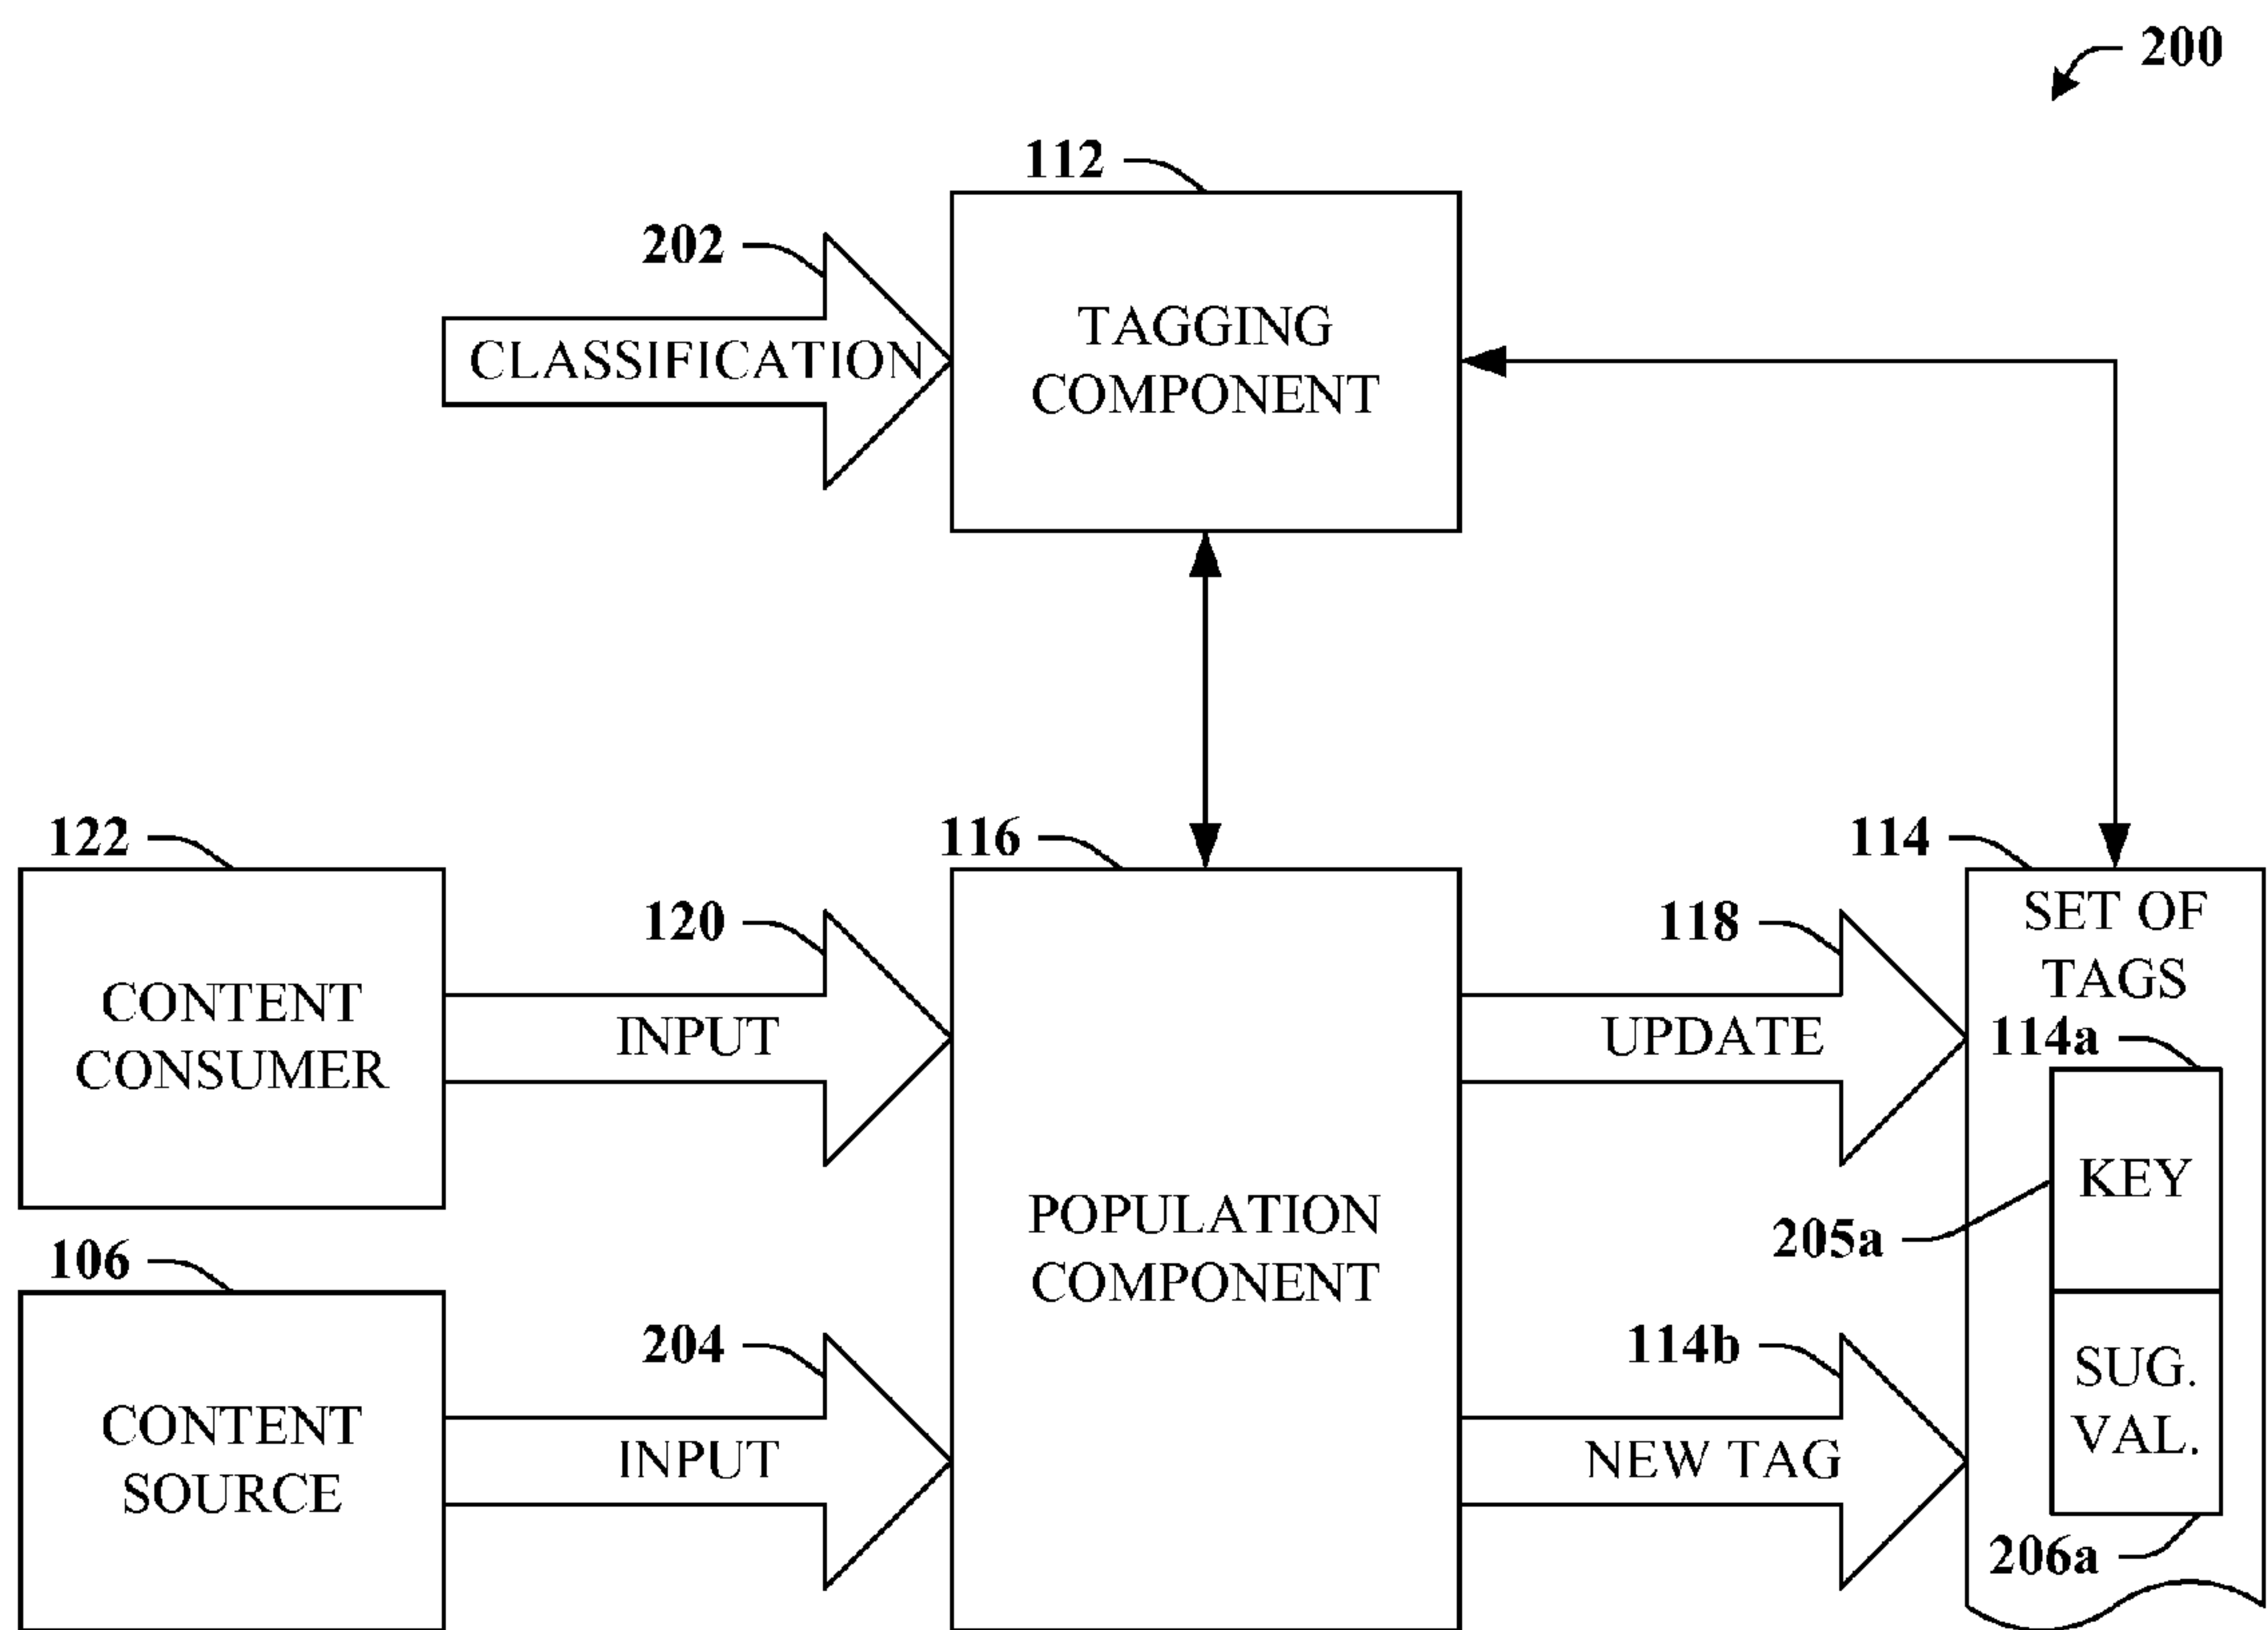 200
112
202
TAGGING
COMPONENT
CLASSIFICATION
122
116
114
120
118
SET OF
TAGS
CONTENT
CONSUMER
INPUT
UPDATE
114a
KEY
205a
POPULATION
COMPONENT
106
204
114b
CONTENT
SOURCE
INPUT
NEW TAG
SUG.
VAL.
206a